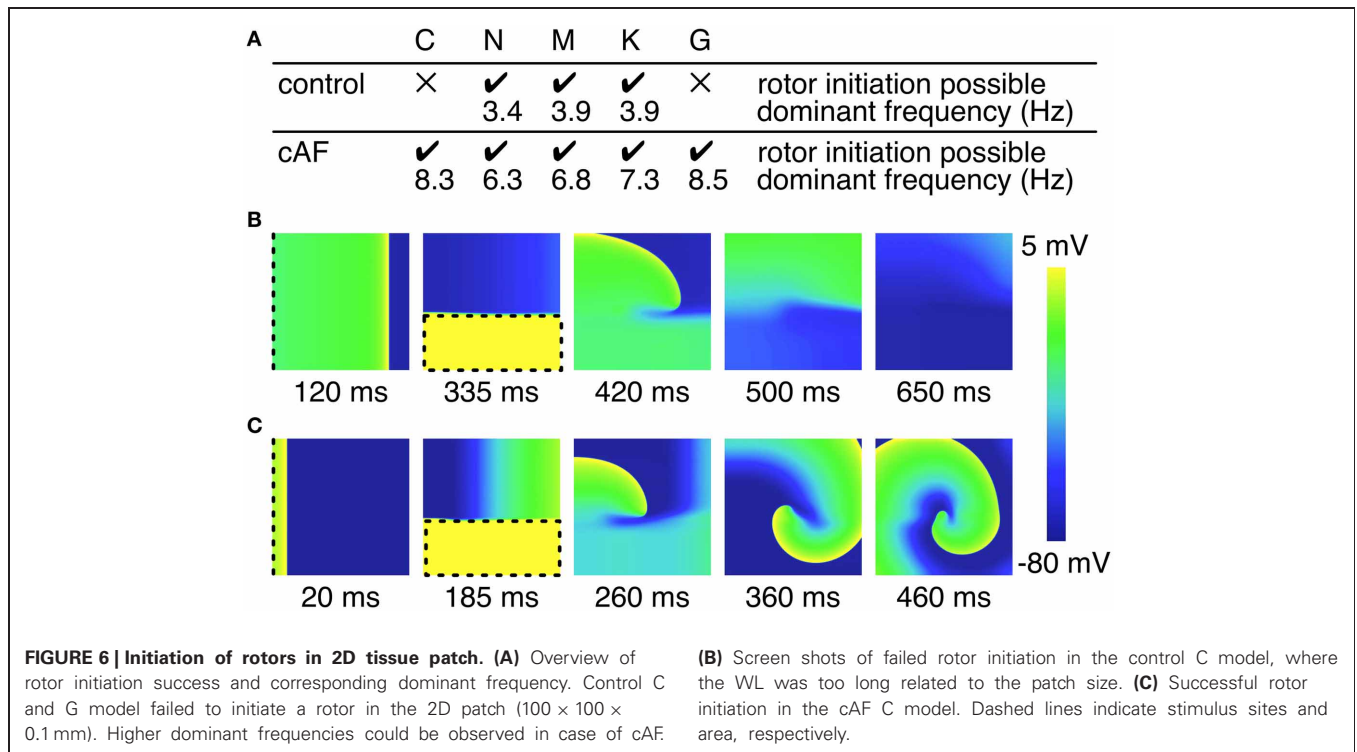 A
C N M K G
control × ✔ ✔ ✔ × rotor initiation possible
3.4 3.9 3.9 dominant frequency (Hz)
cAF ✔ ✔ ✔ ✔ ✔ rotor initiation possible
8.3 6.3 6.8 7.3 8.5 dominant frequency (Hz)
B
5 mV
120 ms 335 ms 420 ms 500 ms 650 ms
C
-80 mV
20 ms 185 ms 260 ms 360 ms 460 ms
FIGURE 6 | Initiation of rotors in 2D tissue patch. (A) Overview of
rotor initiation success and corresponding dominant frequency. Control C
and G model failed to initiate a rotor in the 2D patch (100 × 100 ×
0.1 mm). Higher dominant frequencies could be observed in case of cAF.
(B) Screen shots of failed rotor initiation in the control C model, where
the WL was too long related to the patch size. (C) Successful rotor
initiation in the cAF C model. Dashed lines indicate stimulus sites and
area, respectively.